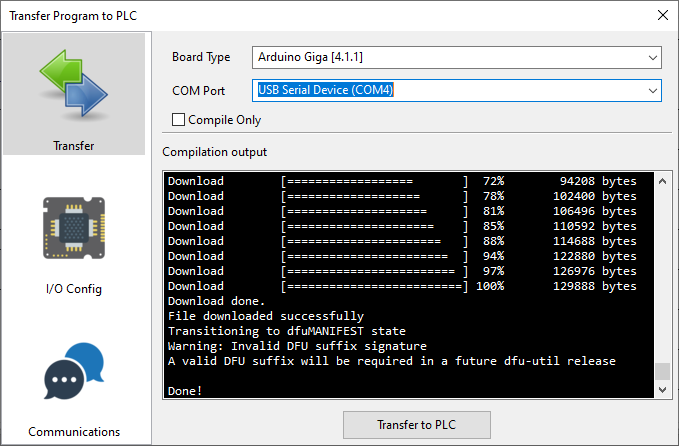 Transfer Program to PLC
Transfer
I/O Config
Communications
Board Type Arduino Giga [4.1.1]
COM Port USB Serial Device (COM4)
Compile Only
Compilation output
Download [================== ] 72% 94208 bytes
Download [=================== ] 78% 102400 bytes
Download [==================== ] 81% 106496 bytes
Download [===================== ] 85% 110592 bytes
Download [====================== ] 88% 114688 bytes
Download [======================= ] 94% 122880 bytes
Download [======================== ] 97% 126976 bytes
Download [=========================] 100% 129888 bytes
Download done.
File downloaded successfully
Transitioning to dfuMANIFEST state
Warning: Invalid DFU suffix signature
A valid DFU suffix will be required in a future dfu-util release
Done!
Transfer to PLC